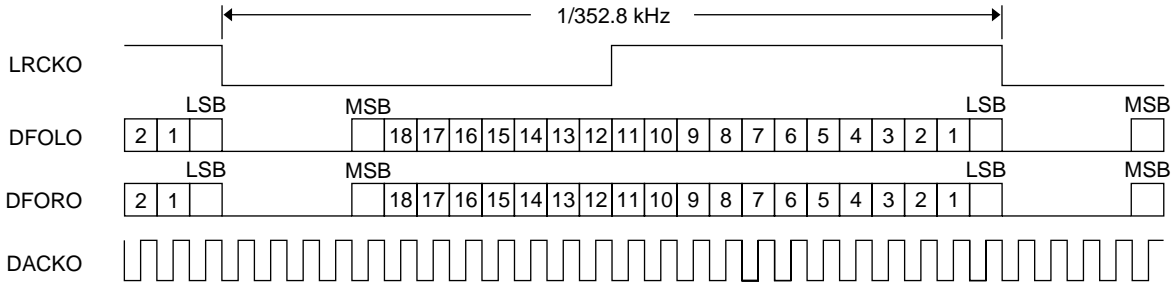 1/352.8 kHz
LRCKO
LSB MSB LSB MSB
DFOLO 2 1 18 17 16 15 14 13 12 11 10 9 8 7 6 5 4 3 2 1
LSB MSB LSB MSB
DFORO 2 1 18 17 16 15 14 13 12 11 10 9 8 7 6 5 4 3 2 1
DACKO